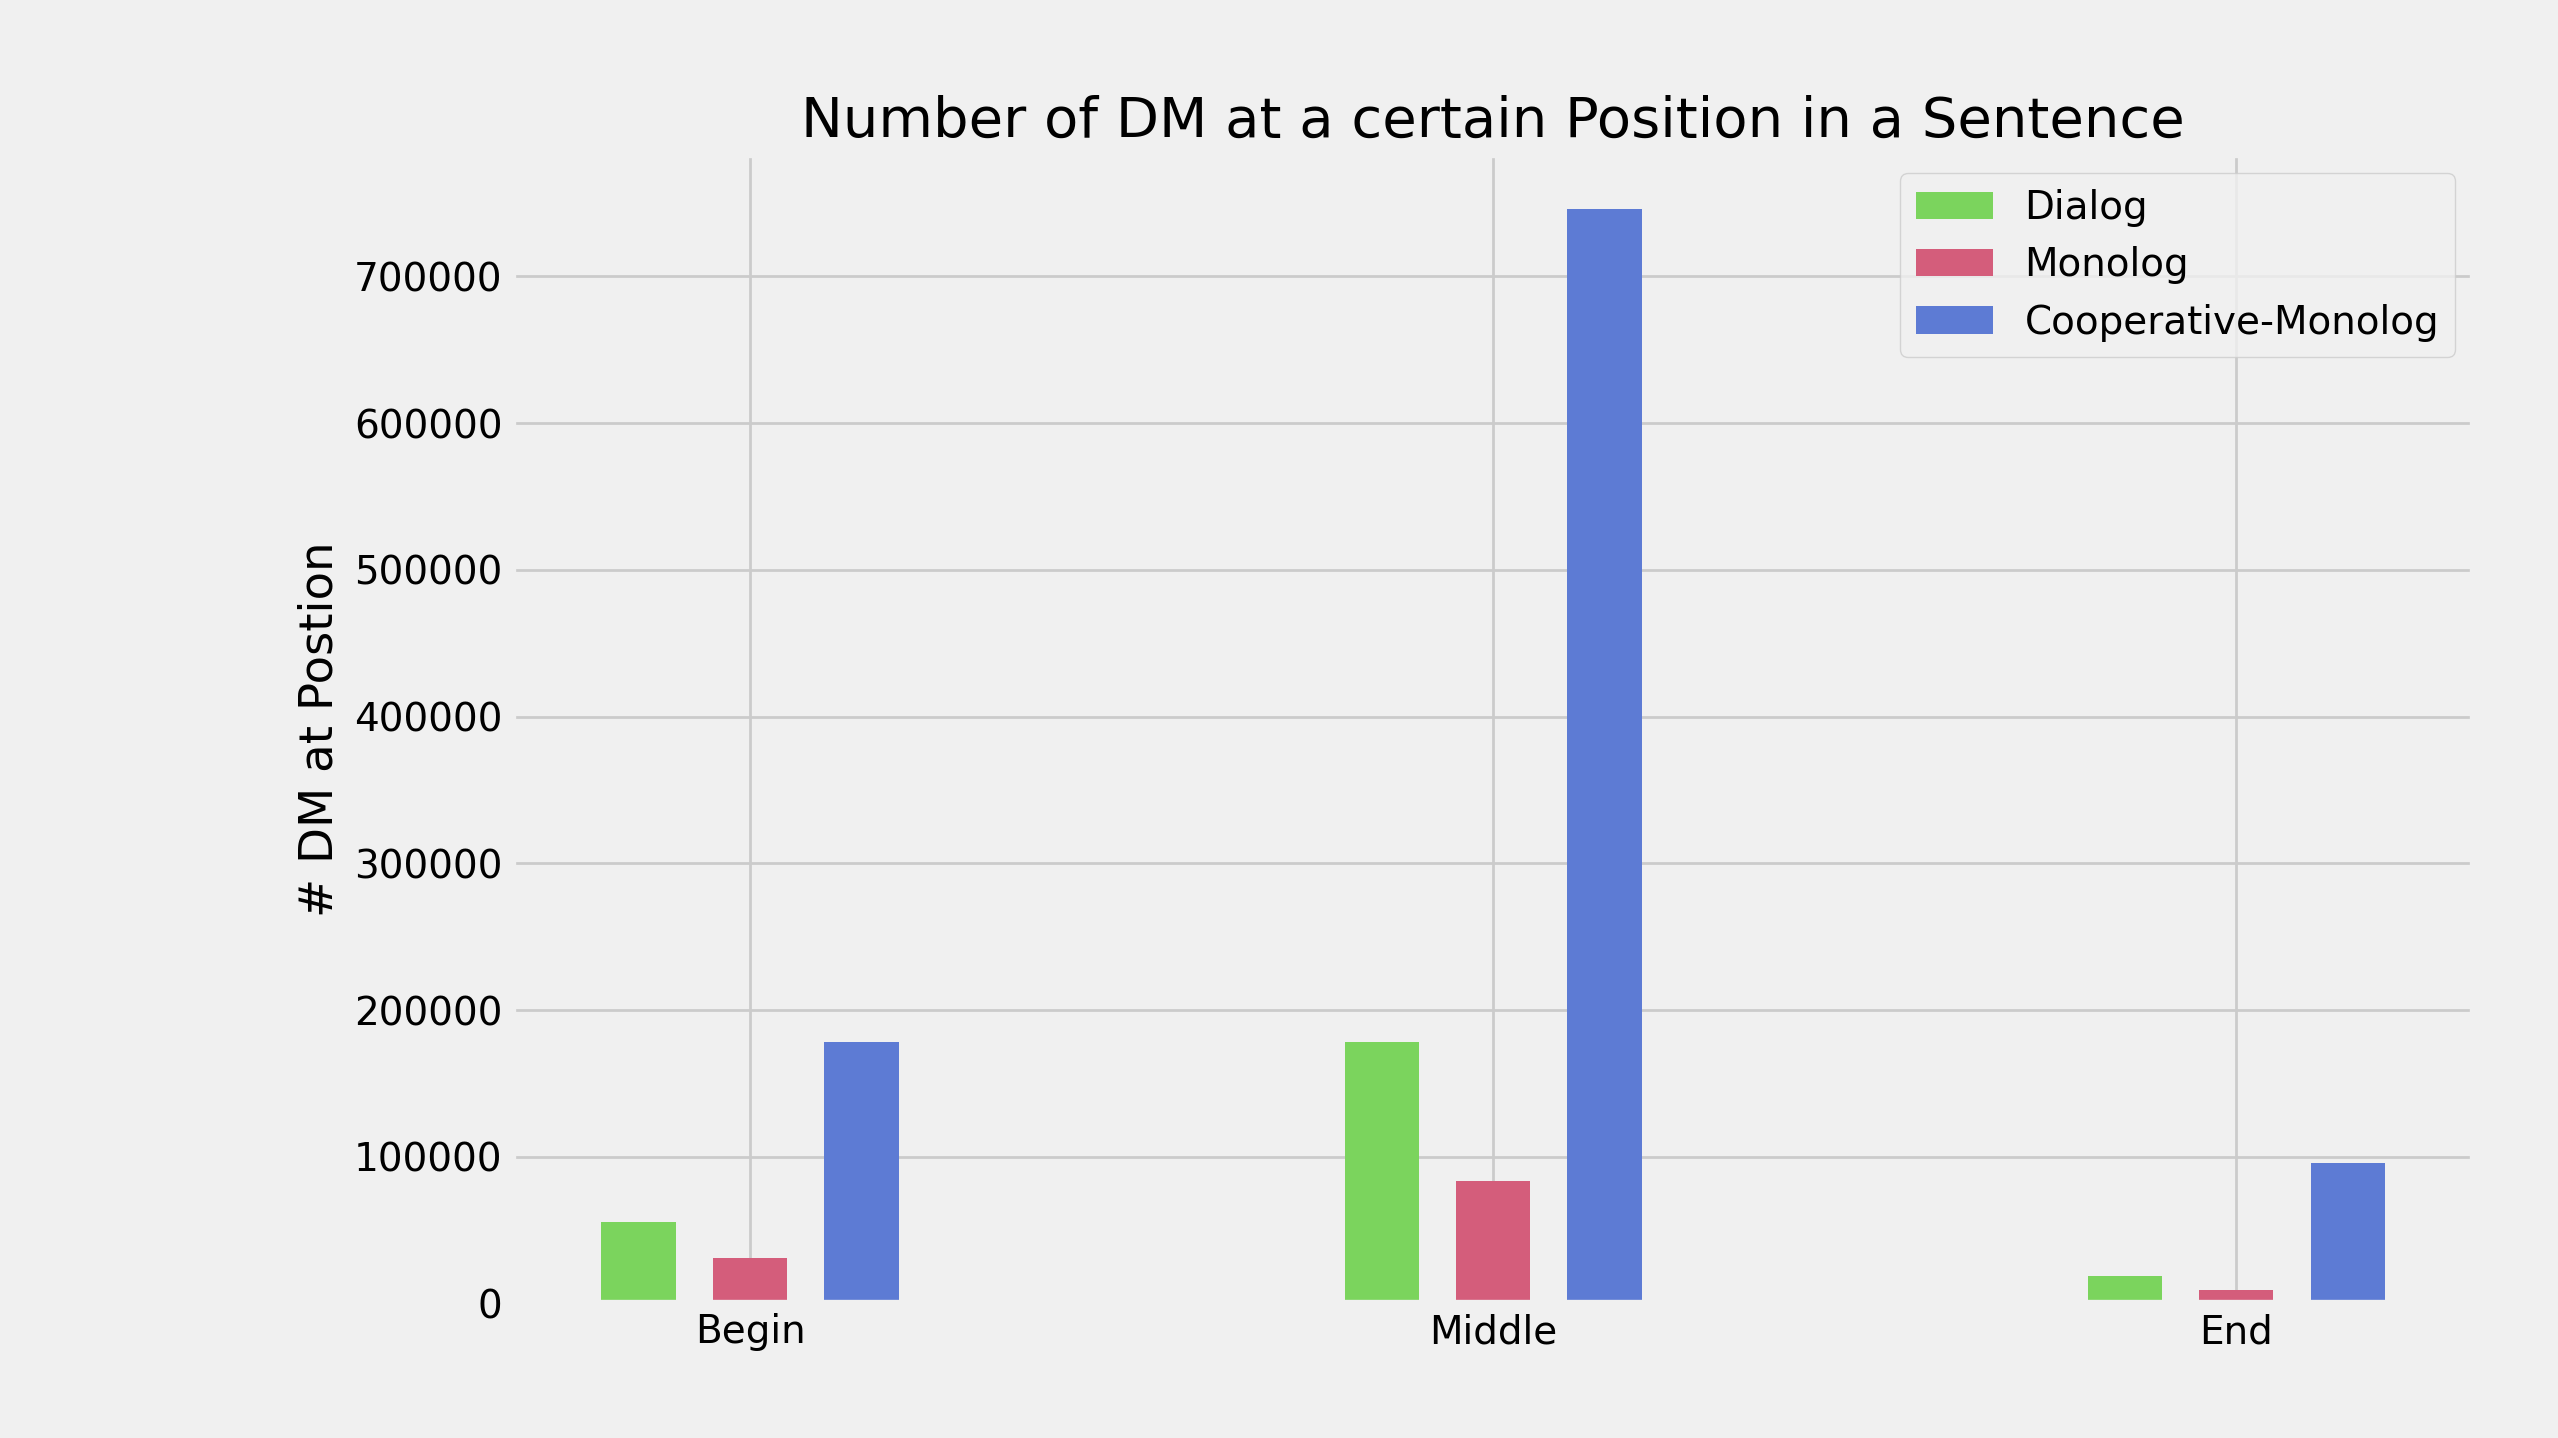 Number of DM at a certain Position in a Sentence
Dialog
Monolog
Cooperative-Monolog
# DM at Postion
700000
600000
500000
400000
300000
200000
100000
0
Begin
Middle
End